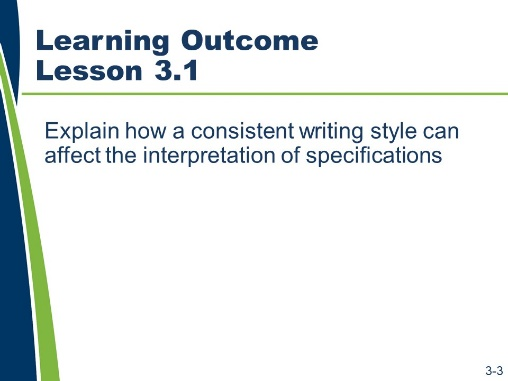 Learning Outcome
Lesson 3.1
Explain how a consistent writing style can
affect the interpretation of specifications
3-3